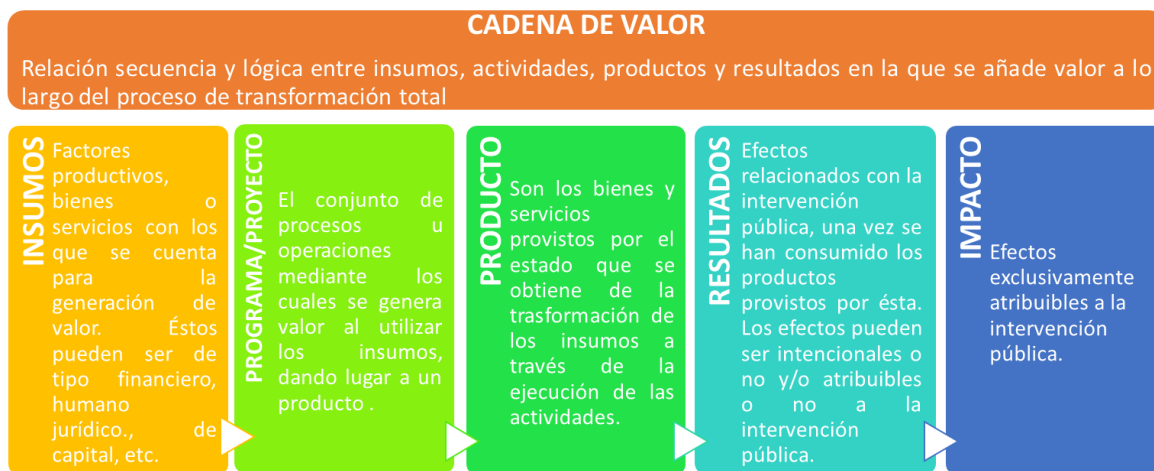 CADENA DE VALOR
Relación secuencia y lógica entre insumos, actividades, productos y resultados en la que se añade valor a lo
largo del proceso de transformación total
INSUMOS
Factores
productivos,
bienes o
servicios con los
que se cuenta
para la
generación de
valor. Éstos
pueden ser de
tipo financiero,
humano
jurídico., de
capital, etc.
PROGRAMA/PROYECTO
El conjunto de
procesos u
operaciones
mediante los
cuales se genera
valor al utilizar
los insumos,
dando lugar a un
producto .
PRODUCTO
Son los bienes y
servicios
provistos por el
estado que se
obtiene de la
trasformación de
los insumos a
través de la
ejecución de las
actividades.
RESULTADOS
Efectos
relacionados con la
intervención
pública, una vez se
han consumido los
productos
provistos por ésta.
Los efectos pueden
ser intencionales o
no y/o atribuibles
o no a la
intervención
pública.
IMPACTO
Efectos
exclusivamente
atribuibles a la
intervención
pública.